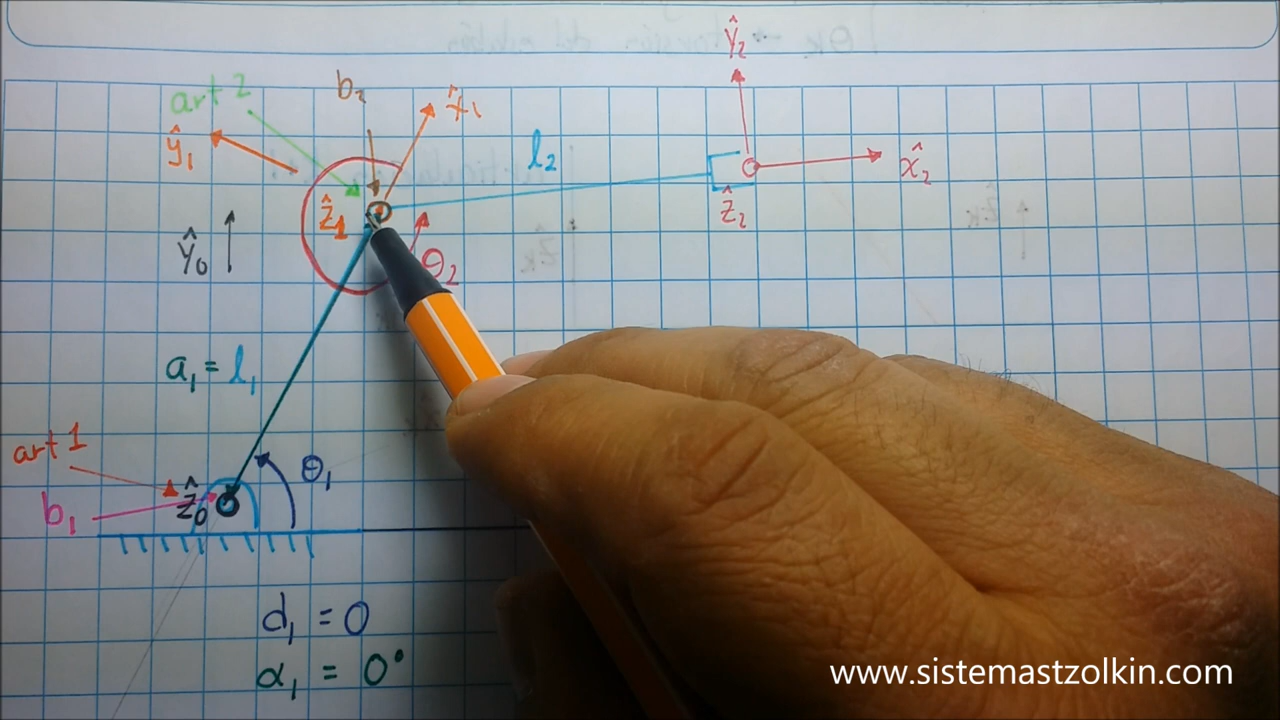 ŷ₂
art 2
b₂
x̂₁
ŷ₁
l₂
x̂₂
ẑ₁
ẑ₂
ŷ₀
θ₂
a₁ = l₁
art 1
θ₁
ẑ₀
b₁
d₁ = 0
α₁ = 0°
www.sistemastzolkin.com